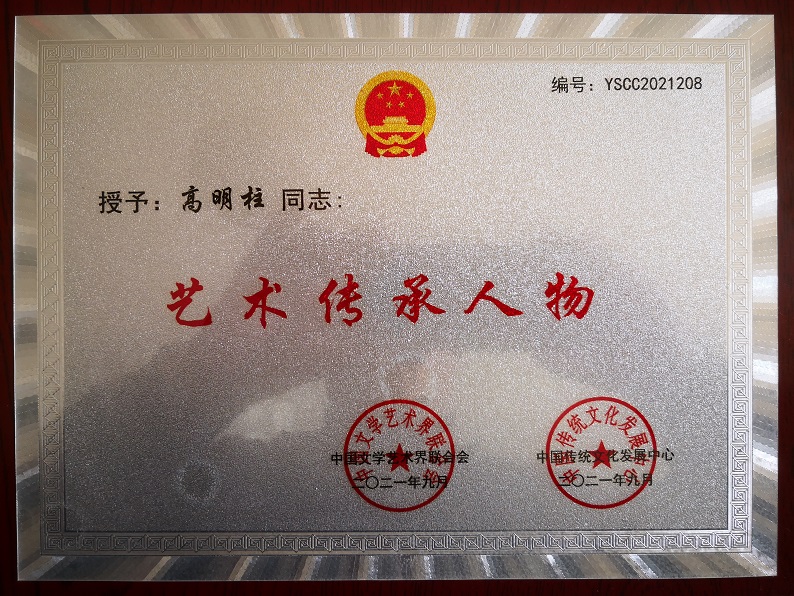 编号：YSCC2021208
授予：高明柱 同志：
艺术传承人物
中国文学艺术界联合会
二〇二一年九月
中国传统文化发展中心
二〇二一年九月